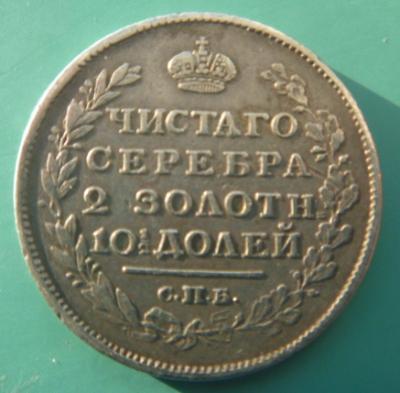 ЧИСТАГО
СЕРЕБРА
2 ЗОЛОТН
10½ ДОЛЕЙ
С.П.Б.